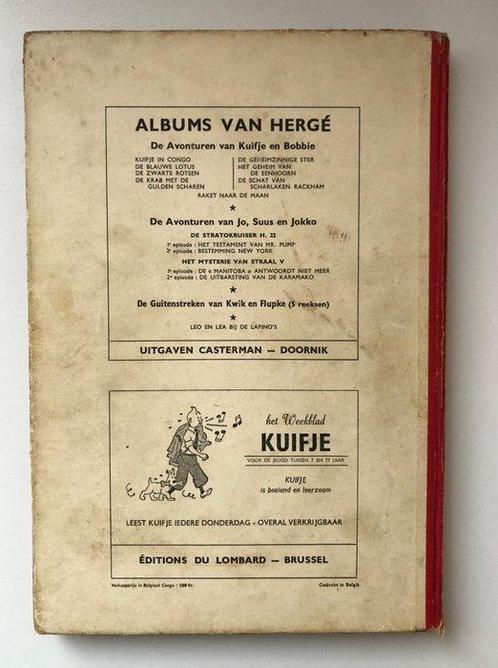 ALBUMS VAN HERGÉ
De Avonturen van Kuifje en Bobbie
KUIFJE IN CONGO
DE BLAUWE LOTUS
DE ZWARTE ROTSEN
DE KRAB MET DE
GULDEN SCHAREN
DE GEHEIMZINNIGE STER
HET GEHEIM VAN
DE EENHOORN
DE SCHAT VAN
SCHARLAKEN RACKHAM
RAKET NAAR DE MAAN
★
De Avonturen van Jo, Suus en Jokko
DE STRATOKRUISER H. 22
1e episode : HET TESTAMENT VAN MR. PUMP
2e episode : BESTEMMING NEW YORK
HET MYSTERIE VAN STRAAL V
1e episode : DE « MANITOBA » ANTWOORDT NIET MEER
2e episode : DE UITBARSTING VAN DE KARAMAKO
★
De Guitenstreken van Kwik en Flupke (5 reeksen)
★
LEO EN LEA BIJ DE LAPINO'S
UITGAVEN CASTERMAN — DOORNIK
het Weekblad
KUIFJE
VOOR DE JEUGD TUSSEN 7 EN 77 JAAR
KUIFJE
is boeiend en leerzaam
LEEST KUIFJE IEDERE DONDERDAG - OVERAL VERKRIJGBAAR
ÉDITIONS DU LOMBARD — BRUSSEL
Verkoopprijs in Belgisch Congo : 100 fr.
Gedrukt in België